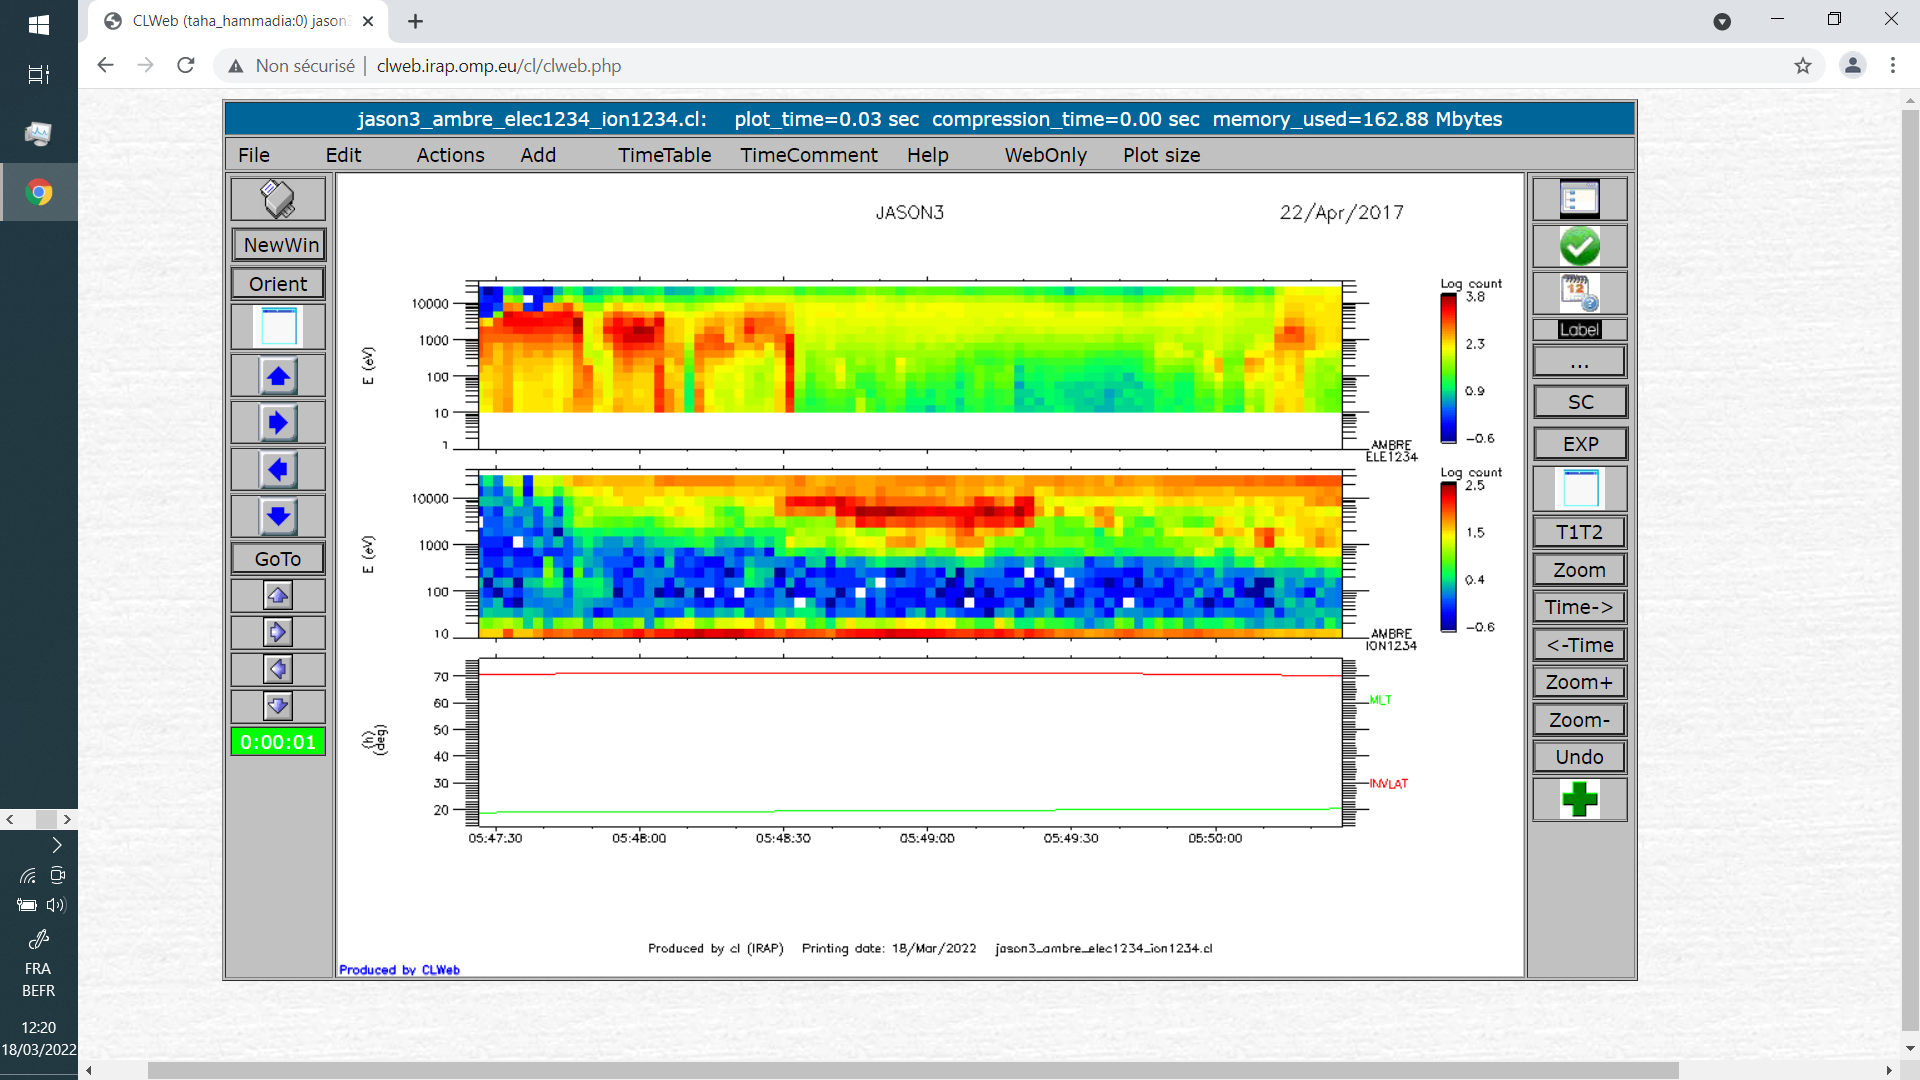 CLWeb (taha_hammadia:0) jason3
Non sécurisé | clweb.irap.omp.eu/cl/clweb.php
jason3_ambre_elec1234_ion1234.cl: plot_time=0.03 sec compression_time=0.00 sec memory_used=162.88 Mbytes
File Edit Actions Add TimeTable TimeComment Help WebOnly Plot size
NewWin
Orient
GoTo
0:00:01
JASON3 22/Apr/2017
10000
1000
100
10
1
E (eV)
AMBRE
ELE1234
Log count
3.8
2.3
0.9
-0.6
10000
1000
100
10
E (eV)
AMBRE
ION1234
Log count
2.5
1.5
0.4
-0.6
70
60
50
40
30
20
(h)
(deg)
MLT
INVLAT
05:47:30 05:48:00 05:48:30 05:49:00 05:49:30 05:50:00
Produced by cl (IRAP) Printing date: 18/Mar/2022 jason3_ambre_elec1234_ion1234.cl
Produced by CLWeb
12
Label
...
SC
EXP
T1T2
Zoom
Time->
<-Time
Zoom+
Zoom-
Undo
FRA
BEFR
12:20
18/03/2022